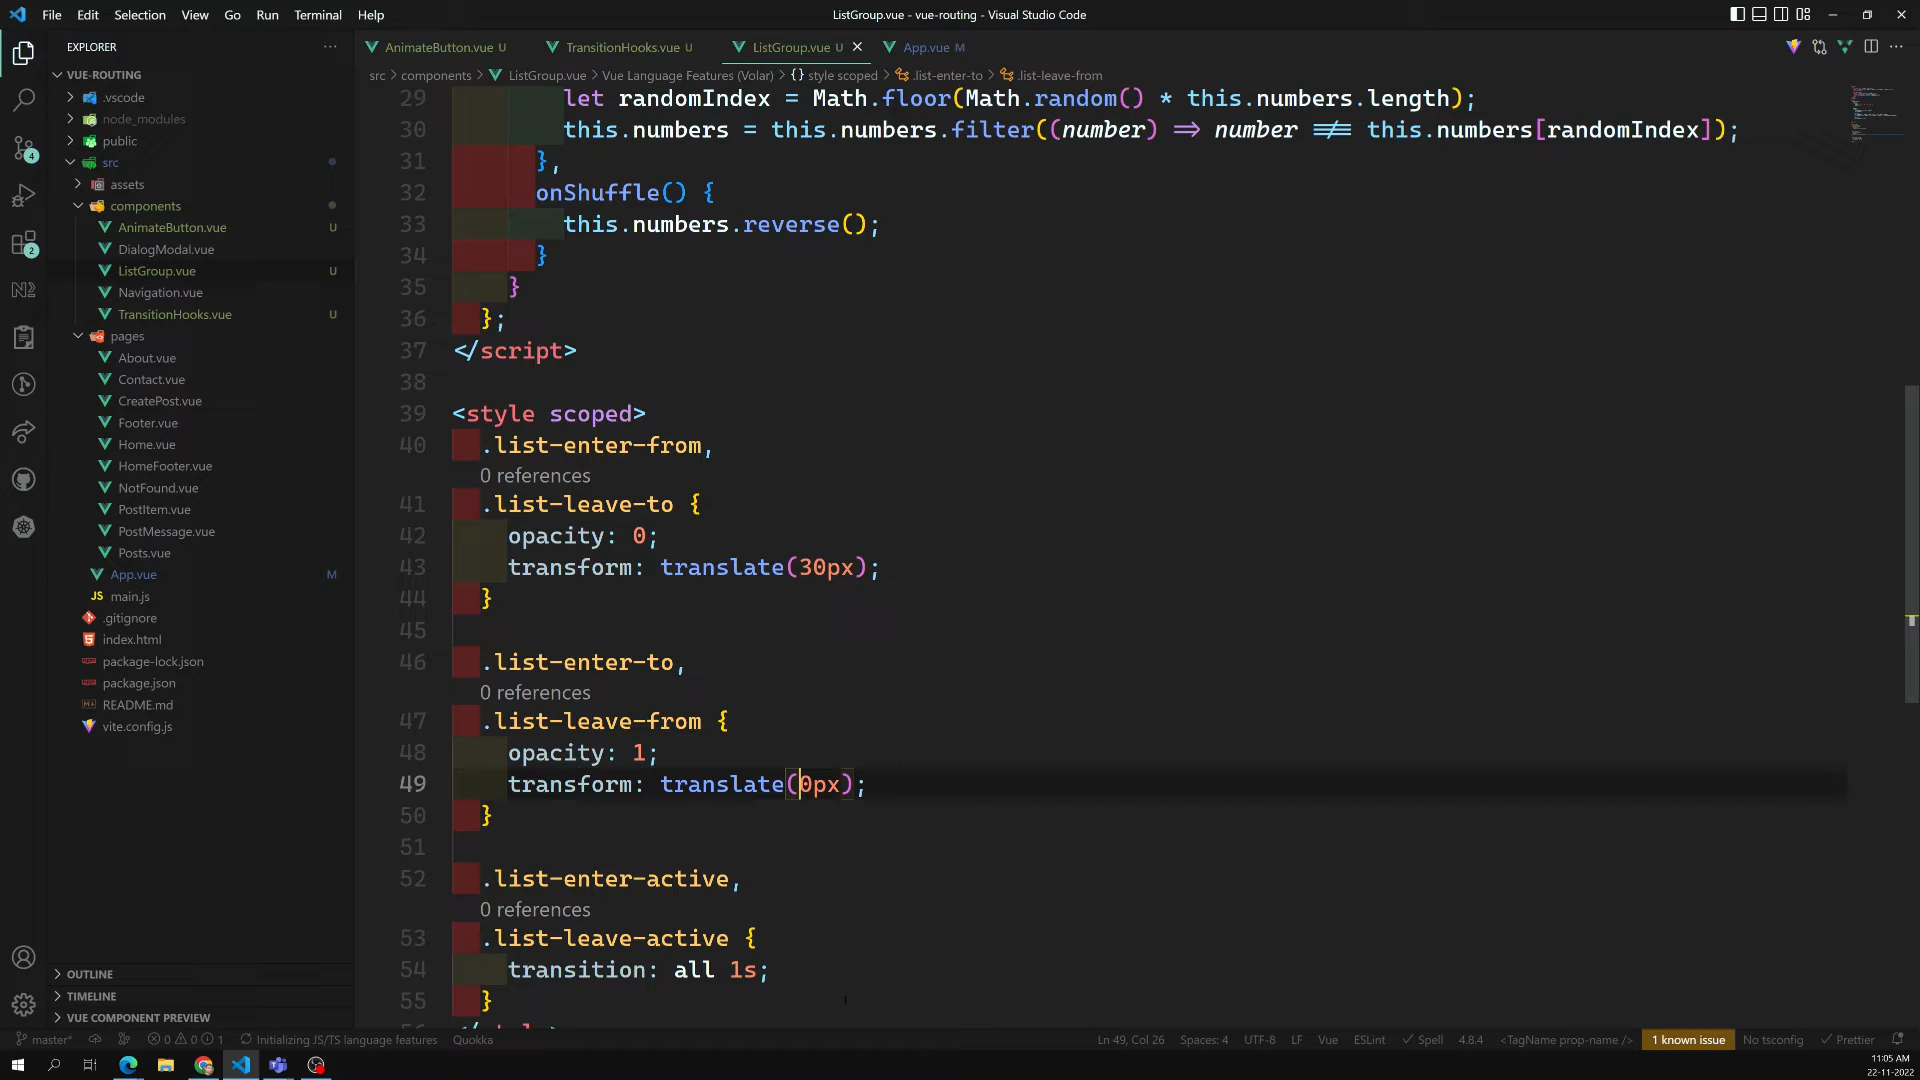 File Edit Selection View Go Run Terminal Help
ListGroup.vue - vue-routing - Visual Studio Code
EXPLORER
VUE-ROUTING
.vscode
node_modules
public
src
assets
components
AnimateButton.vue U
DialogModal.vue
ListGroup.vue U
Navigation.vue
TransitionHooks.vue U
pages
About.vue
Contact.vue
CreatePost.vue
Footer.vue
Home.vue
HomeFooter.vue
NotFound.vue
PostItem.vue
PostMessage.vue
Posts.vue
App.vue M
JS main.js
.gitignore
index.html
package-lock.json
package.json
README.md
vite.config.js
OUTLINE
TIMELINE
VUE COMPONENT PREVIEW
4
2
AnimateButton.vue U TransitionHooks.vue U ListGroup.vue U App.vue M
src > components > ListGroup.vue > Vue Language Features (Volar) > {} style scoped > .list-enter-to > .list-leave-from
29 let randomIndex = Math.floor(Math.random() * this.numbers.length);
30 this.numbers = this.numbers.filter((number) => number !== this.numbers[randomIndex]);
31 },
32 onShuffle() {
33 this.numbers.reverse();
34 }
35 }
36 };
37 </script>
38
39 <style scoped>
40 .list-enter-from,
0 references
41 .list-leave-to {
42 opacity: 0;
43 transform: translate(30px);
44 }
45
46 .list-enter-to,
0 references
47 .list-leave-from {
48 opacity: 1;
49 transform: translate(0px);
50 }
51
52 .list-enter-active,
0 references
53 .list-leave-active {
54 transition: all 1s;
55 }
master* 0 0 1 Initializing JS/TS language features Quokka
Ln 49, Col 26 Spaces: 4 UTF-8 LF Vue ESLint Spell 4.8.4 <TagName prop-name /> 1 known issue No tsconfig Prettier
11:05 AM
22-11-2022